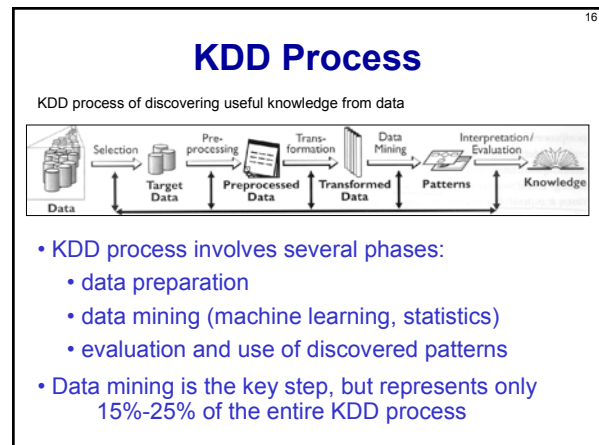 16
KDD Process
KDD process of discovering useful knowledge from data
Selection
Pre-
processing
Trans-
formation
Data
Mining
Interpretation/
Evaluation
Data
Target
Data
Preprocessed
Data
Transformed
Data
Patterns
Knowledge
• KDD process involves several phases:
• data preparation
• data mining (machine learning, statistics)
• evaluation and use of discovered patterns
• Data mining is the key step, but represents only
15%-25% of the entire KDD process